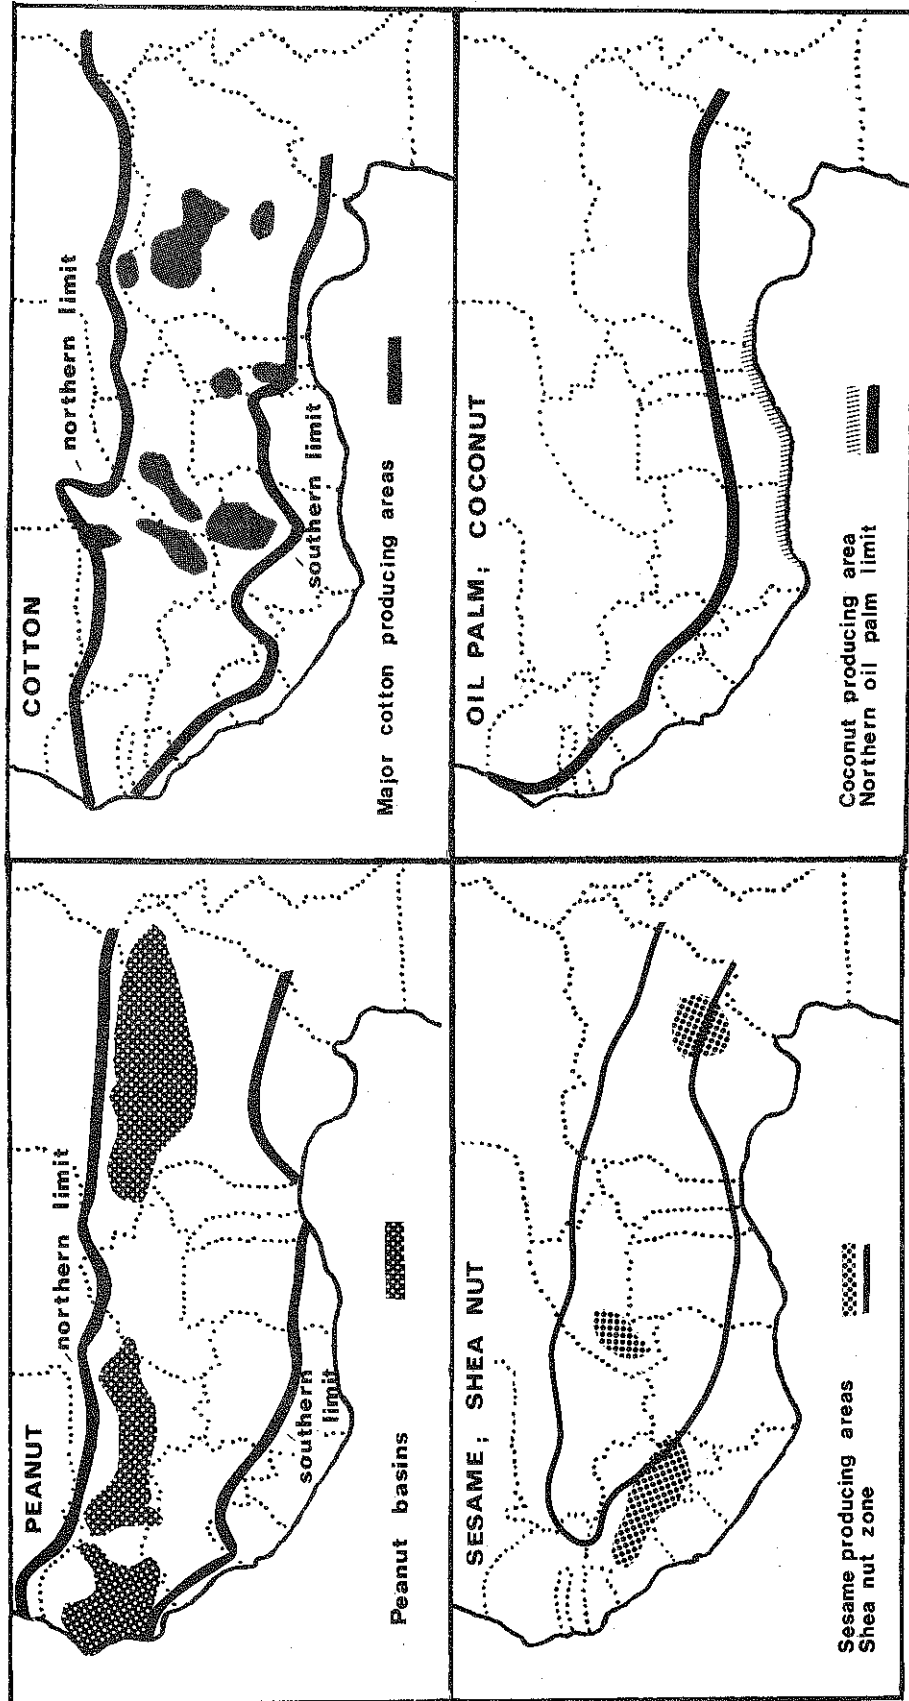 PEANUT
northern limit
southern
limit
Peanut basins
COTTON
northern limit
southern limit
Major cotton producing areas
SESAME, SHEA NUT
Sesame producing areas
Shea nut zone
OIL PALM, COCONUT
Coconut producing area
Northern oil palm limit